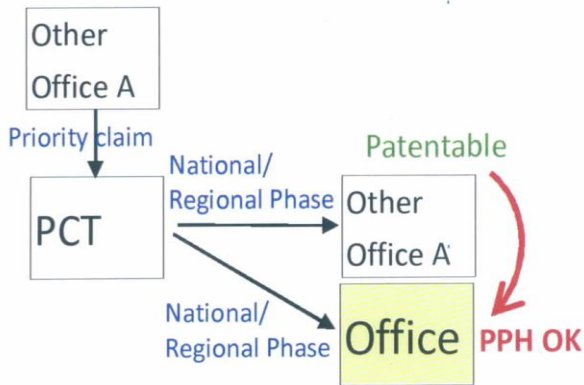 Other
Office A
Priority claim
PCT
National/
Regional Phase
Patentable
Other
Office A
National/
Regional Phase
Office
PPH OK